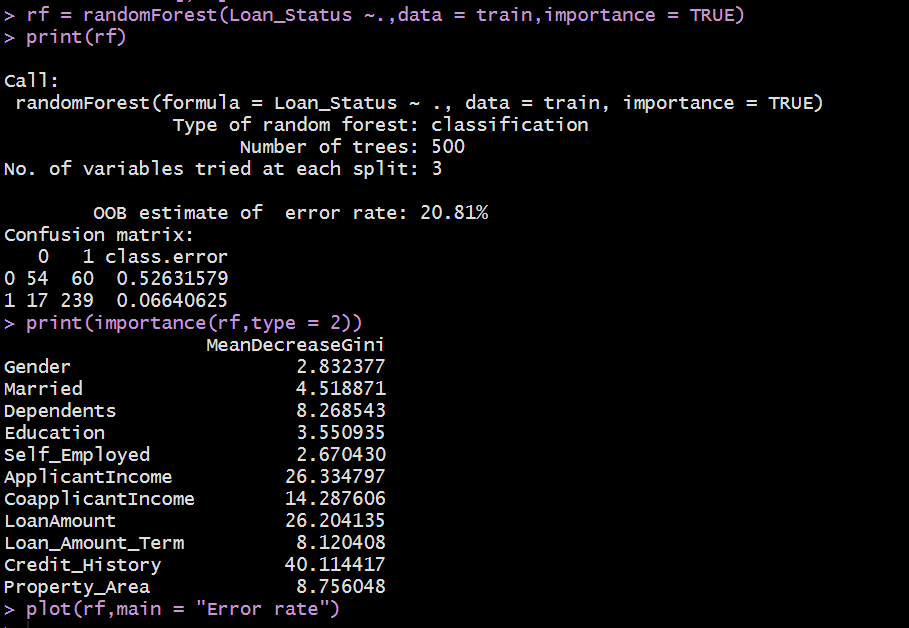 > rf = randomForest(Loan_Status ~.,data = train,importance = TRUE)
> print(rf)
Call:
 randomForest(formula = Loan_Status ~ ., data = train, importance = TRUE)
               Type of random forest: classification
                     Number of trees: 500
No. of variables tried at each split: 3
        OOB estimate of  error rate: 20.81%
Confusion matrix:
   0   1 class.error
0 54  60  0.52631579
1 17 239  0.06640625
> print(importance(rf,type = 2))
                  MeanDecreaseGini
Gender                    2.832377
Married                   4.518871
Dependents                8.268543
Education                 3.550935
Self_Employed             2.670430
ApplicantIncome          26.334797
CoapplicantIncome        14.287606
LoanAmount               26.204135
Loan_Amount_Term          8.120408
Credit_History           40.114417
Property_Area             8.756048
> plot(rf,main = "Error rate")